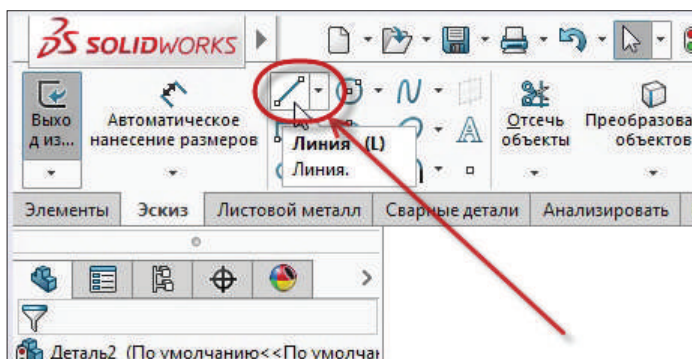 SOLIDWORKS
Выхо
д из...
Автоматическое
нанесение размеров
Отсечь
объекты
Преобразова
объектов
Линия (L)
Линия.
Элементы Эскиз Листовой металл Сварные детали Анализировать
Деталь2 (По умолчанию<<По умолчан